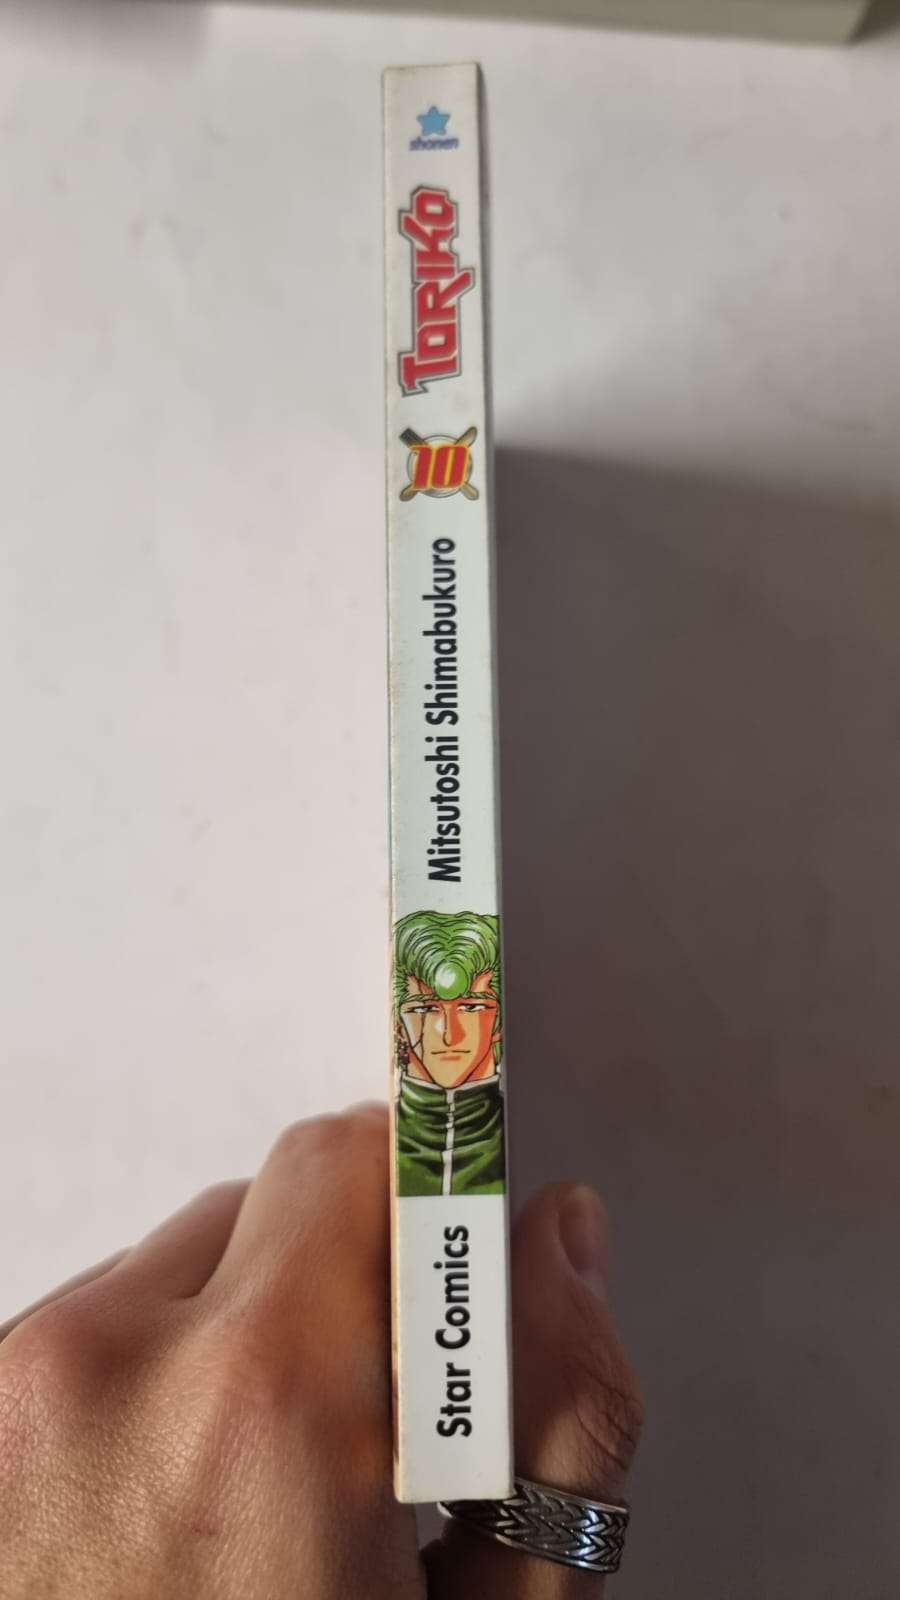 shonen
TORIKO
10
Mitsutoshi Shimabukuro
Star Comics